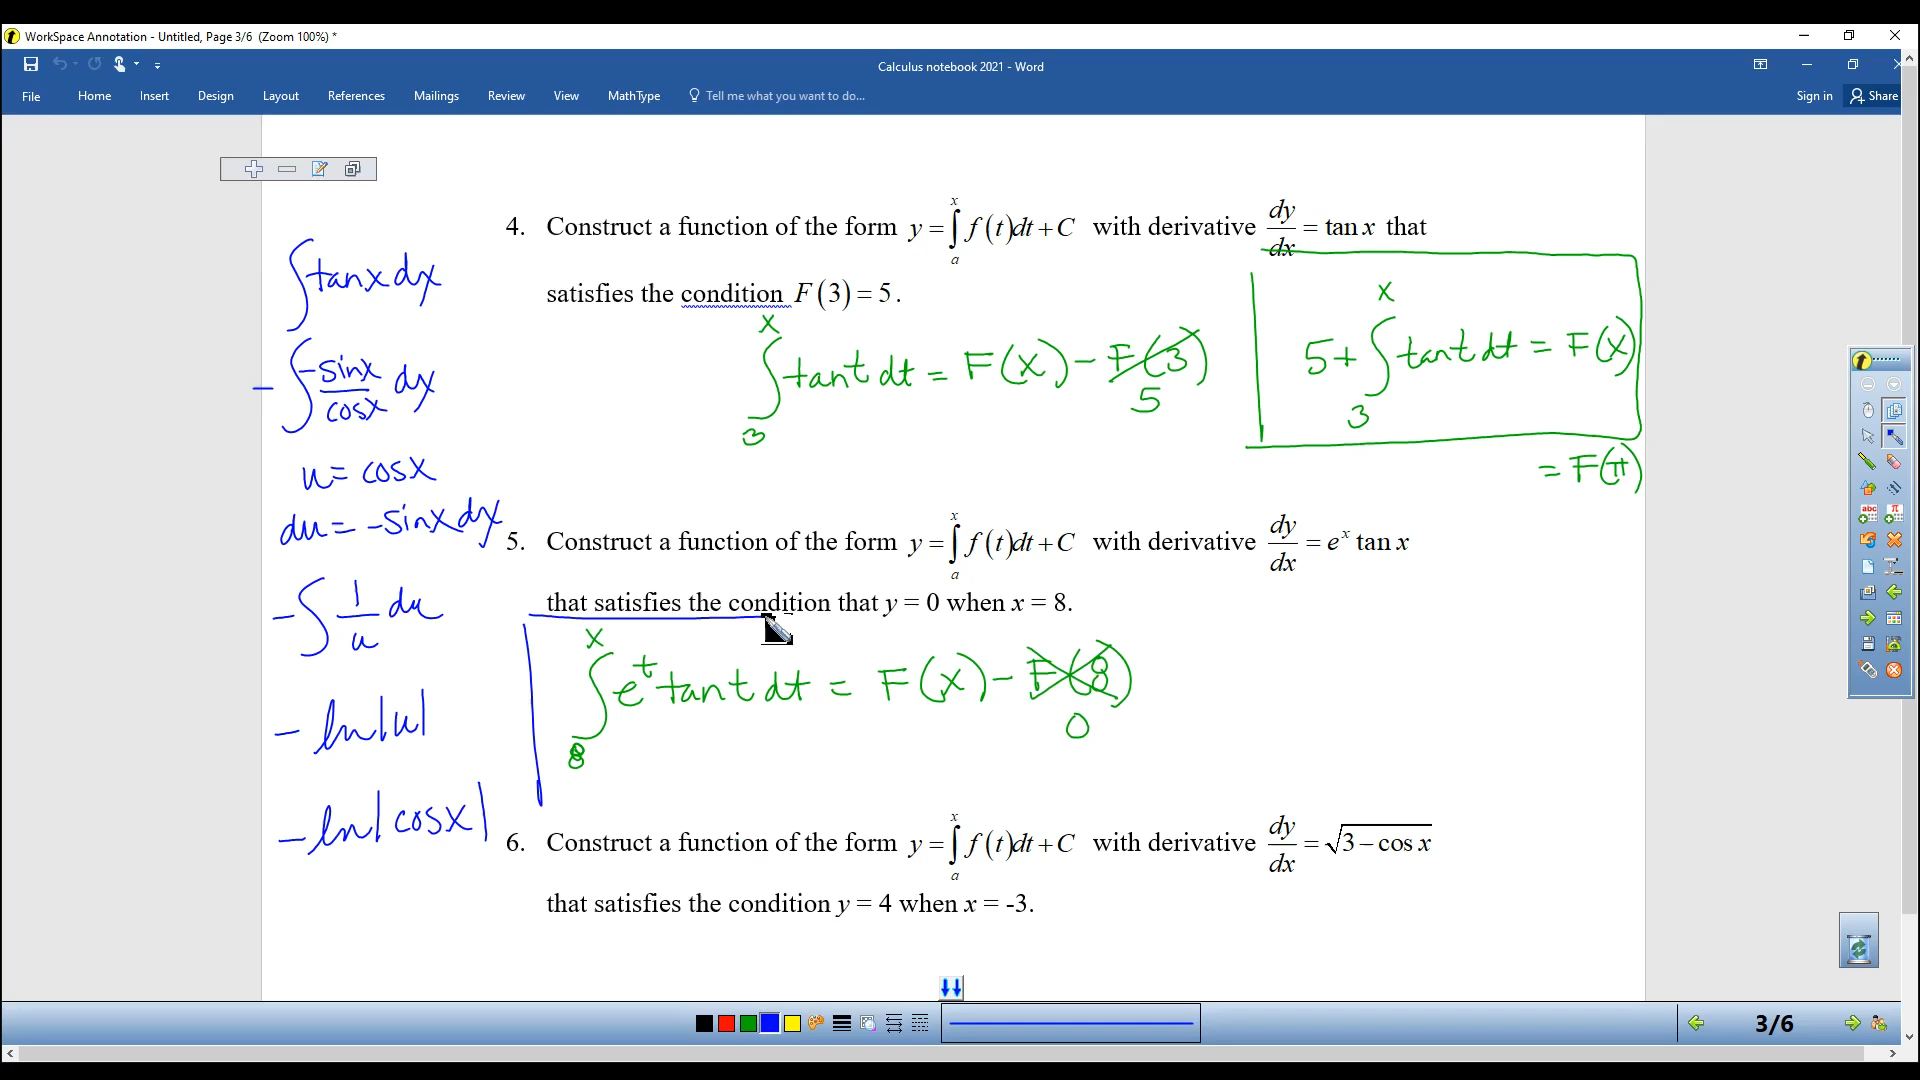 WorkSpace Annotation - Untitled, Page 3/6 (Zoom 100%) *
Calculus notebook 2021 - Word
File Home Insert Design Layout References Mailings Review View MathType Tell me what you want to do... Sign in Share
4. Construct a function of the form y = ∫ₐˣ f(t)dt + C with derivative dy/dx = tan x that
satisfies the condition F(3) = 5.
∫tanx dx
-∫ -sinx/cosx dx
u = cosx
du = -sinx dx
-∫ 1/u du
- ln|u|
- ln|cosx|
∫₃ˣ tant dt = F(x) - F(3)
5
5 + ∫₃ˣ tant dt = F(x)
= F(π)
5. Construct a function of the form y = ∫ₐˣ f(t)dt + C with derivative dy/dx = eˣ tan x
that satisfies the condition that y = 0 when x = 8.
∫₈ˣ eᵗ tant dt = F(x) - F(8)
0
6. Construct a function of the form y = ∫ₐˣ f(t)dt + C with derivative dy/dx = √(3 - cos x)
that satisfies the condition y = 4 when x = -3.
abc π
3/6